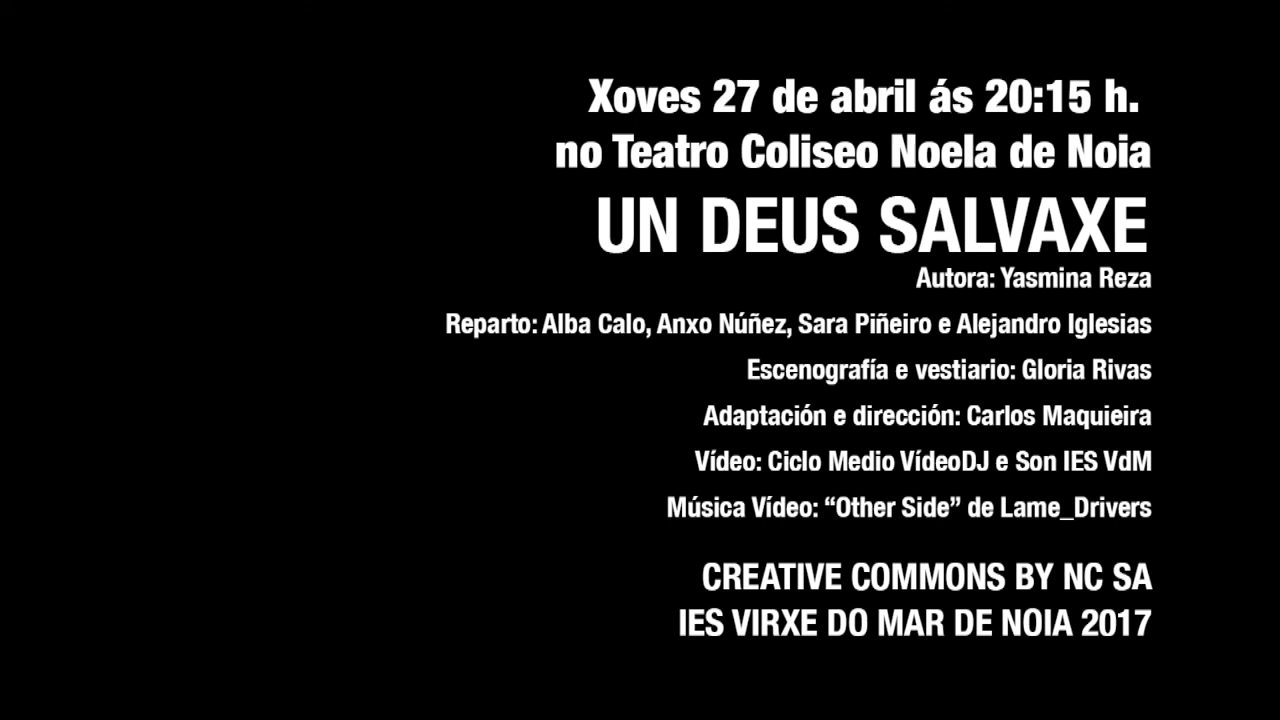 Xoves 27 de abril ás 20:15 h.
no Teatro Coliseo Noela de Noia
UN DEUS SALVAXE
Autora: Yasmina Reza
Reparto: Alba Calo, Anxo Núñez, Sara Piñeiro e Alejandro Iglesias
Escenografía e vestiario: Gloria Rivas
Adaptación e dirección: Carlos Maquieira
Vídeo: Ciclo Medio VídeoDJ e Son IES VdM
Música Vídeo: “Other Side” de Lame_Drivers
CREATIVE COMMONS BY NC SA
IES VIRXE DO MAR DE NOIA 2017